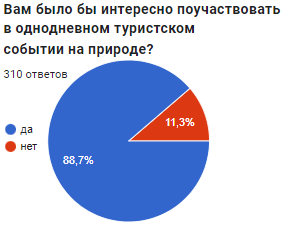 Вам было бы интересно поучаствовать
в однодневном туристском
событии на природе?
310 ответов
да
нет
11,3%
88,7%